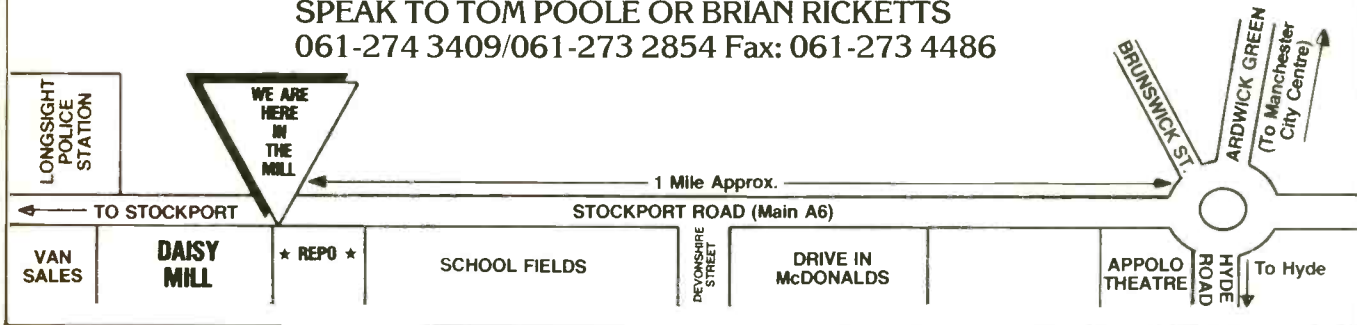 SPEAK TO TOM POOLE OR BRIAN RICKETTS
061-274 3409/061-273 2854 Fax: 061-273 4486
LONGSIGHT
POLICE
STATION
WE ARE
HERE
IN
THE
MILL
BRUNSWICK ST.
ARDWICK GREEN
(To Manchester
City Centre)
1 Mile Approx.
TO STOCKPORT
STOCKPORT ROAD (Main A6)
VAN
SALES
DAISY
MILL
★ REPO ★
SCHOOL FIELDS
DEVONSHIRE
STREET
DRIVE IN
McDONALDS
APPOLO
THEATRE
HYDE
ROAD
To Hyde